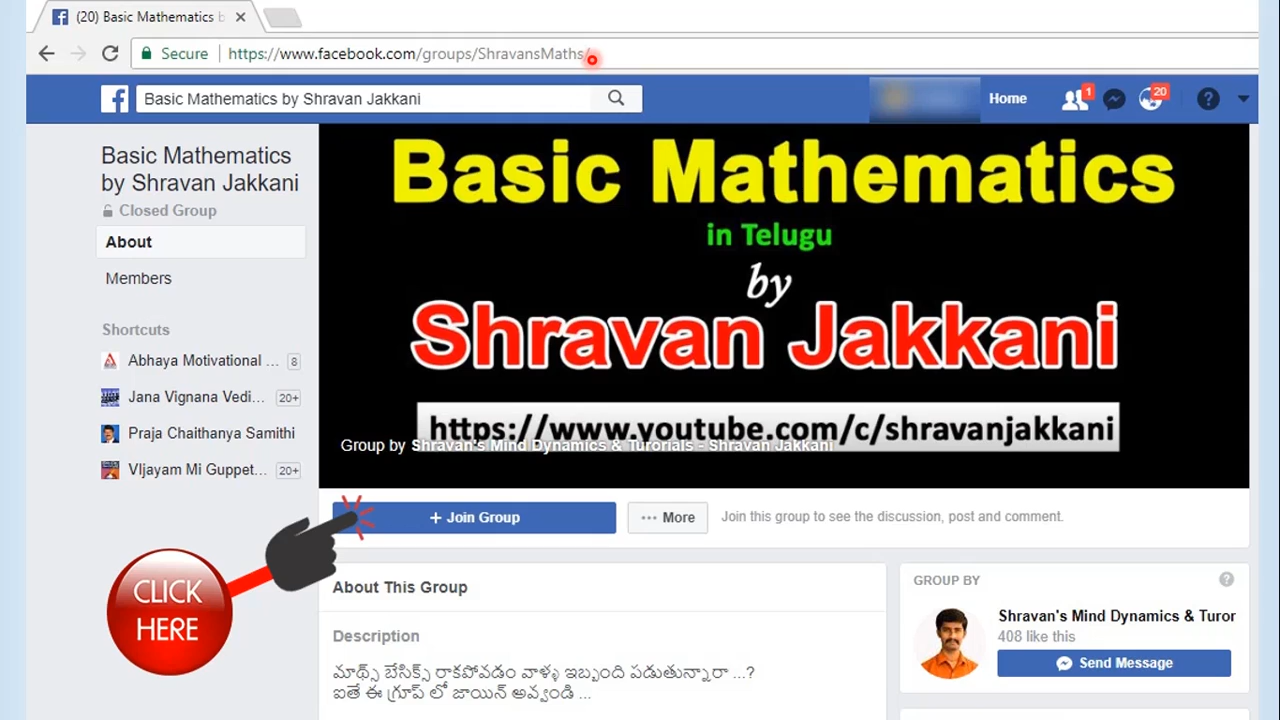 (20) Basic Mathematics b
Secure
https://www.facebook.com/groups/ShravansMaths/
Basic Mathematics by Shravan Jakkani
Home
1
20
?
Basic Mathematics
by Shravan Jakkani
Closed Group
About
Members
Shortcuts
Abhaya Motivational ... 8
Jana Vignana Vedi... 20+
Praja Chaithanya Samithi
VIjayam Mi Guppet... 20+
Basic Mathematics
in Telugu
by
Shravan Jakkani
https://www.youtube.com/c/shravanjakkani
Group by Shravan's Mind Dynamics & Turorials - Shravan Jakkani
+ Join Group
··· More
Join this group to see the discussion, post and comment.
CLICK
HERE
About This Group
Description
మాథ్స్ బేసిక్స్ రాకపోవడం వాళ్ళ ఇబ్బంది పడుతున్నారా ...?
ఐతే ఈ గ్రూప్ లో జాయిన్ అవ్వండి ...
GROUP BY
?
Shravan's Mind Dynamics & Turor
408 like this
Send Message